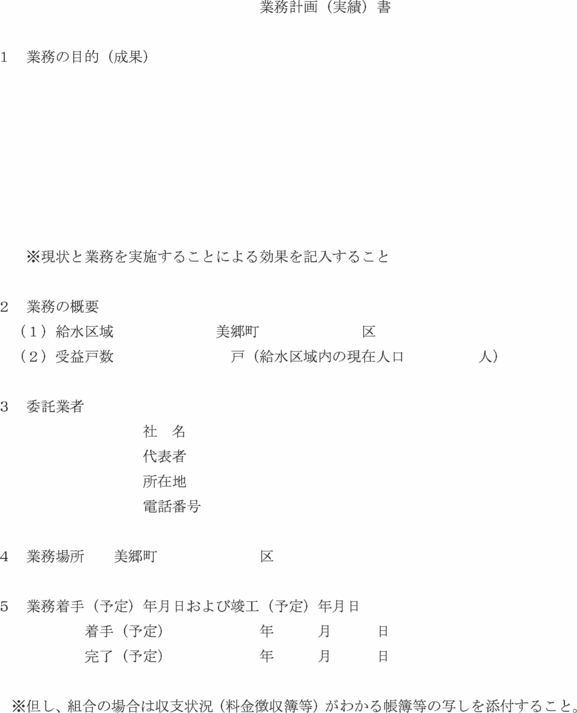 業務計画（実績）書
１　業務の目的（成果）
※現状と業務を実施することによる効果を記入すること
２　業務の概要
（１）給水区域　　　　　　　美郷町　　　　　　　区
（２）受益戸数　　　　　　　　戸（給水区域内の現在人口　　　　　人）
３　委託業者
社　名
代表者
所在地
電話番号
４　業務場所　　美郷町　　　　　　　区
５　業務着手（予定）年月日および竣工（予定）年月日
着手（予定）　　　　　　年　　　月　　　日
完了（予定）　　　　　　年　　　月　　　日
※但し、組合の場合は収支状況（料金徴収簿等）がわかる帳簿等の写しを添付すること。